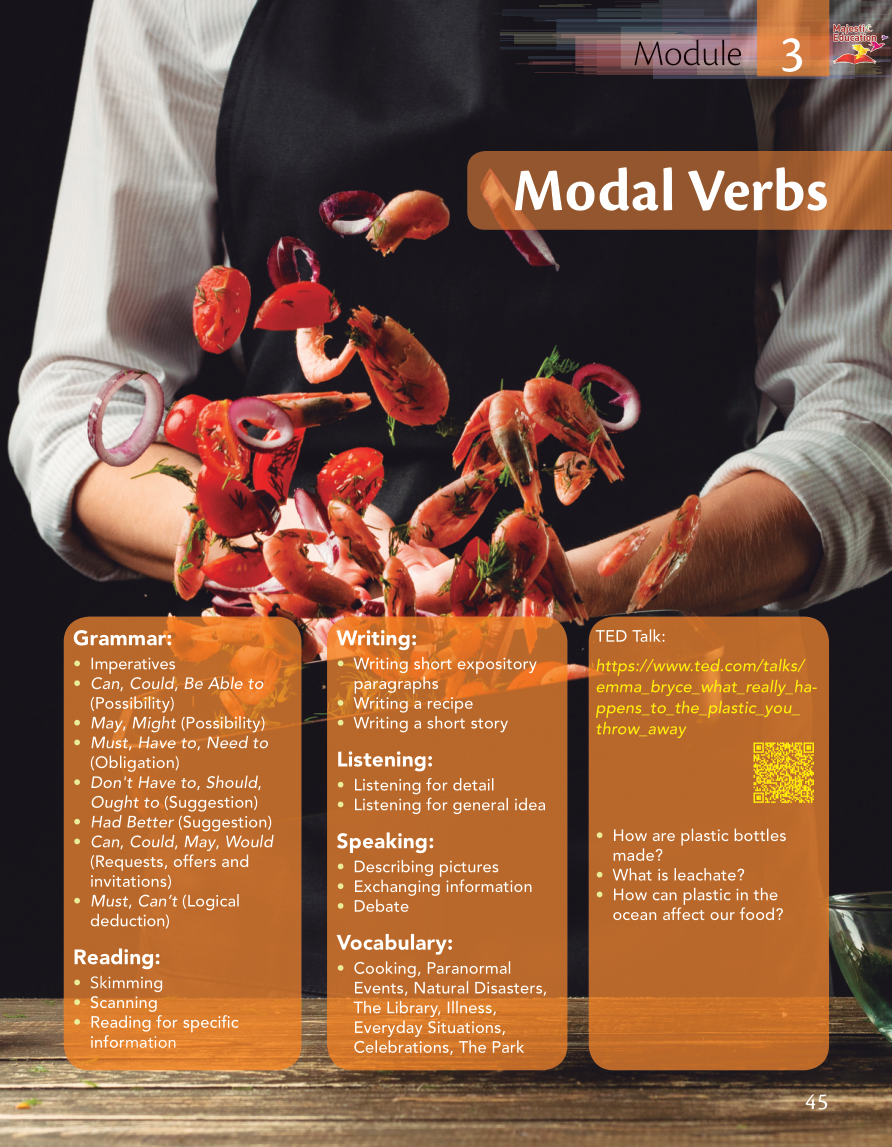 Module 3
Majestic
Education
Modal Verbs
Grammar:
• Imperatives
• Can, Could, Be Able to
(Possibility)
• May, Might (Possibility)
• Must, Have to, Need to
(Obligation)
• Don't Have to, Should,
Ought to (Suggestion)
• Had Better (Suggestion)
• Can, Could, May, Would
(Requests, offers and
invitations)
• Must, Can't (Logical
deduction)
Reading:
• Skimming
• Scanning
• Reading for specific
information
Writing:
• Writing short expository
paragraphs
• Writing a recipe
• Writing a short story
Listening:
• Listening for detail
• Listening for general idea
Speaking:
• Describing pictures
• Exchanging information
• Debate
Vocabulary:
• Cooking, Paranormal
Events, Natural Disasters,
The Library, Illness,
Everyday Situations,
Celebrations, The Park
TED Talk:
https://www.ted.com/talks/
emma_bryce_what_really_ha-
ppens_to_the_plastic_you_
throw_away
• How are plastic bottles
made?
• What is leachate?
• How can plastic in the
ocean affect our food?
45